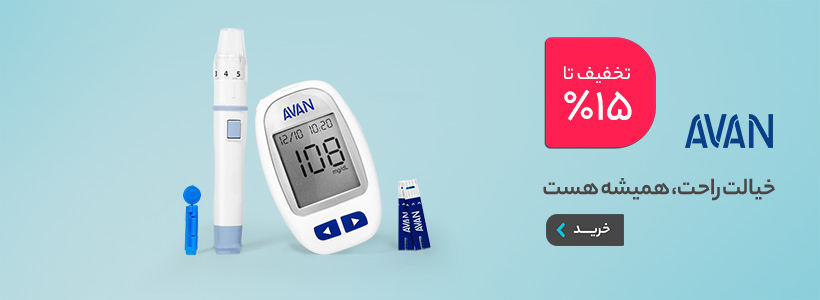 تخفیف تا
%۱۵
AVAN
خیالت راحت، همیشه هست
خرید
3 4 5
AVAN
12/10 10:20
108
mg/dL
AVAN
AVAN